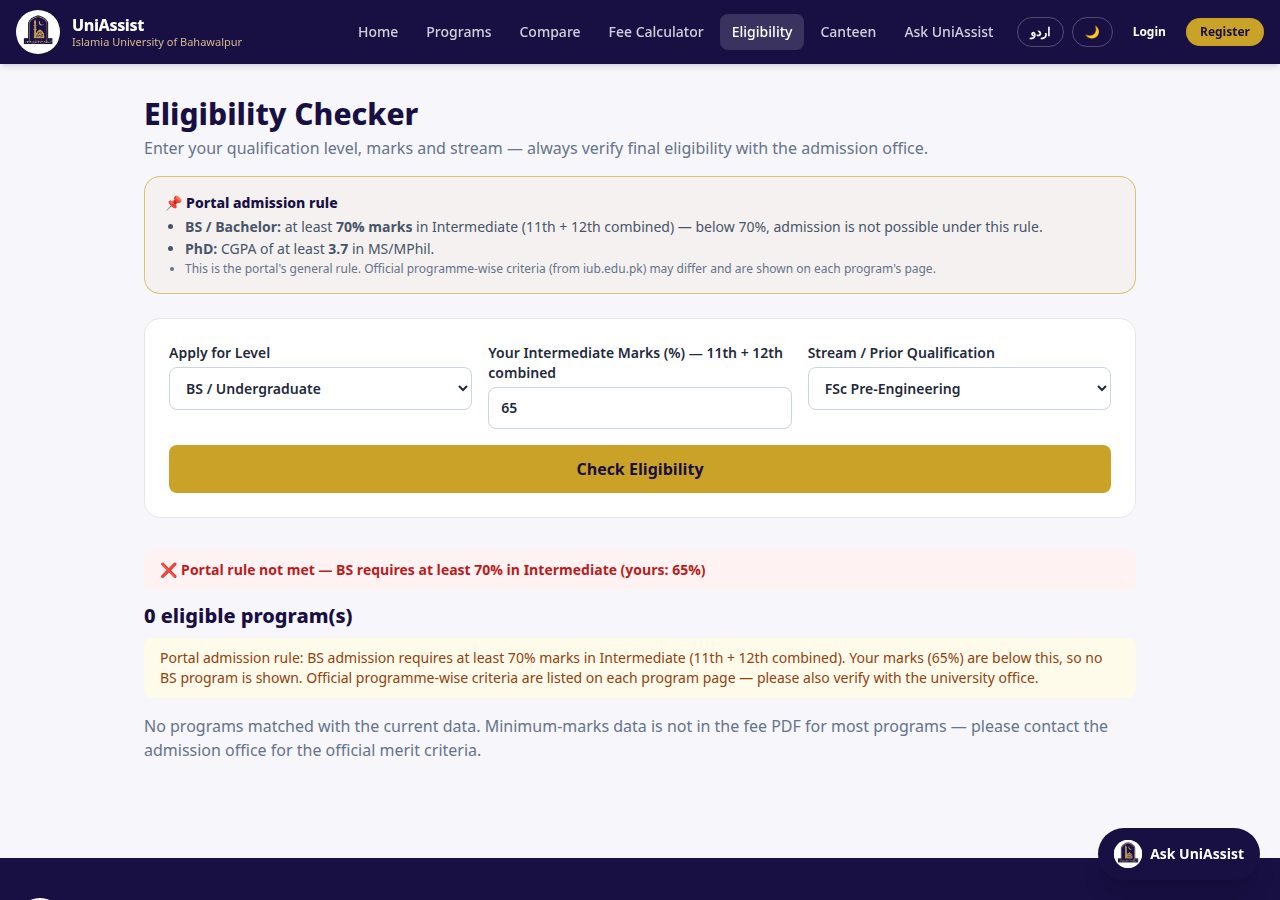 UniAssist
Islamia University of Bahawalpur
Home
Programs
Compare
Fee Calculator
Eligibility
Canteen
Ask UniAssist
اردو
Login
Register
Eligibility Checker
Enter your qualification level, marks and stream — always verify final eligibility with the admission office.
📌 Portal admission rule
• BS / Bachelor: at least 70% marks in Intermediate (11th + 12th combined) — below 70%, admission is not possible under this rule.
• PhD: CGPA of at least 3.7 in MS/MPhil.
• This is the portal's general rule. Official programme-wise criteria (from iub.edu.pk) may differ and are shown on each program's page.
Apply for Level
BS / Undergraduate
Your Intermediate Marks (%) — 11th + 12th
combined
65
Stream / Prior Qualification
FSc Pre-Engineering
Check Eligibility
❌ Portal rule not met — BS requires at least 70% in Intermediate (yours: 65%)
0 eligible program(s)
Portal admission rule: BS admission requires at least 70% marks in Intermediate (11th + 12th combined). Your marks (65%) are below this, so no
BS program is shown. Official programme-wise criteria are listed on each program page — please also verify with the university office.
No programs matched with the current data. Minimum-marks data is not in the fee PDF for most programs — please contact the
admission office for the official merit criteria.
Ask UniAssist